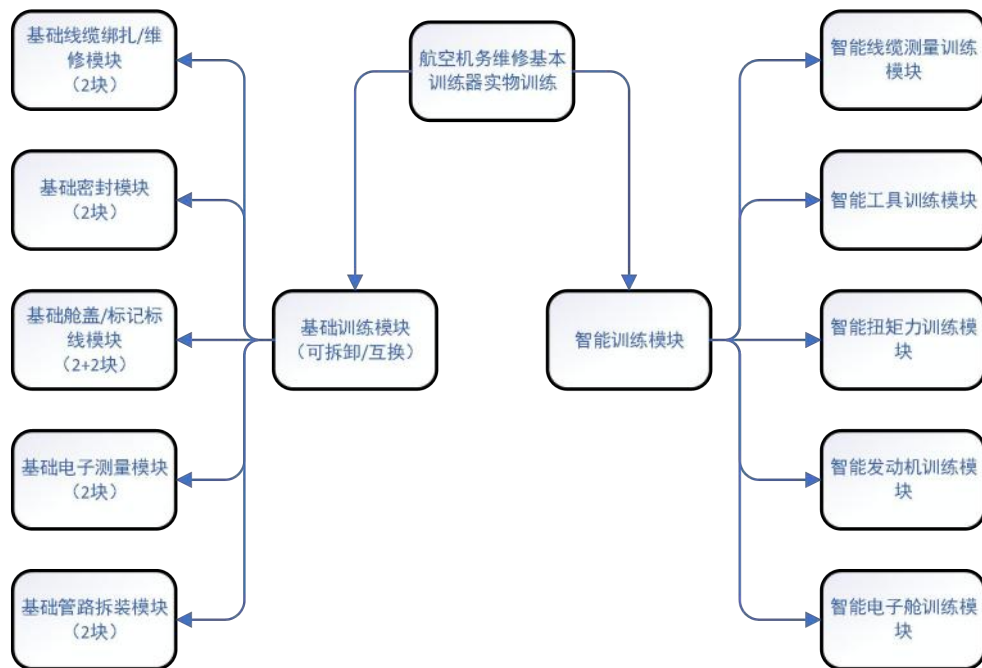 航空机务维修基本
训练器实物训练
基础训练模块
（可拆卸/互换）
基础线缆绑扎/维
修模块
（2块）
基础密封模块
（2块）
基础舱盖/标记标
线模块
（2+2块）
基础电子测量模块
（2块）
基础管路拆装模块
（2块）
智能训练模块
智能线缆测量训练
模块
智能工具训练模块
智能扭矩力训练模
块
智能发动机训练模
块
智能电子舱训练模
块